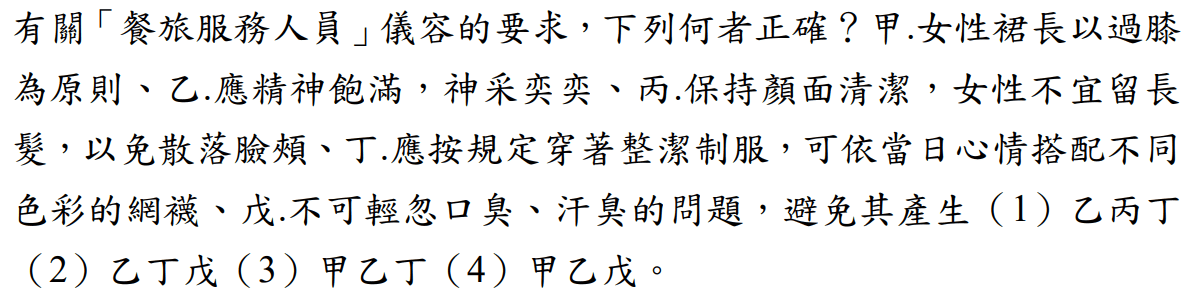 有關「餐旅服務人員」儀容的要求，下列何者正確？甲.女性裙長以過膝
為原則、乙.應精神飽滿，神采奕奕、丙.保持顏面清潔，女性不宜留長
髮，以免散落臉頰、丁.應按規定穿著整潔制服，可依當日心情搭配不同
色彩的網襪、戊.不可輕忽口臭、汗臭的問題，避免其產生（1）乙丙丁
（2）乙丁戊（3）甲乙丁（4）甲乙戊。